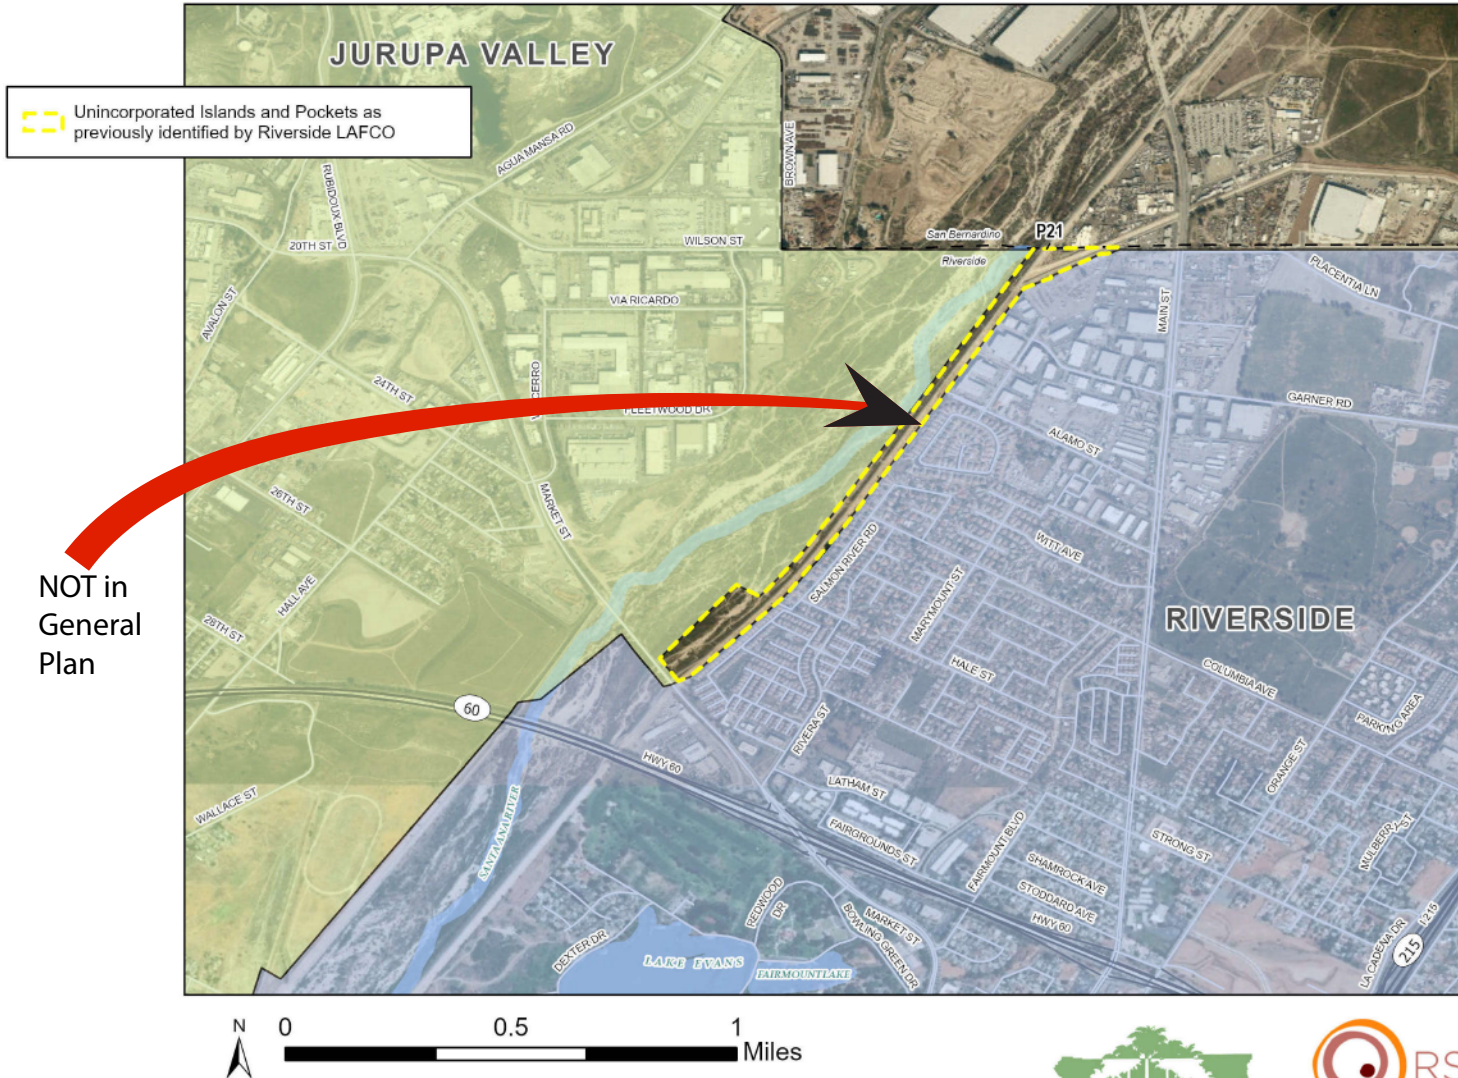 JURUPA VALLEY
Unincorporated Islands and Pockets as
previously identified by Riverside LAFCO
AGUA MANSA RD
BROWN AVE
RUBIDOUX BLVD
20TH ST
WILSON ST
San Bernardino
P21
Riverside
PLACENTIA LN
VIA RICARDO
MAIN ST
AVALON ST
24TH ST
CERRO
FLEETWOOD DR
GARNER RD
ALAMO ST
26TH ST
MARKET ST
WITT AVE
SALMON RIVER RD
NOT in
General
Plan
HALL AVE
MARYMOUNT ST
28TH ST
RIVERSIDE
HALE ST
COLUMBIA AVE
60
PARKING AREA
RIVERA ST
ORANGE ST
HWY 60
LATHAM ST
WALLACE ST
SANTA ANA RIVER
FAIRGROUNDS ST
FAIRMOUNT BLVD
STRONG ST
MULBERRY ST
SHAMROCK AVE
STODDARD AVE
REDWOOD
DR
MARKET ST
HWY 60
BOWLING GREEN DR
DEXTER DR
LAKE EVANS
FAIRMOUNT LAKE
LA CADENA DR
I 215
215
N
0 0.5 1
Miles
RS